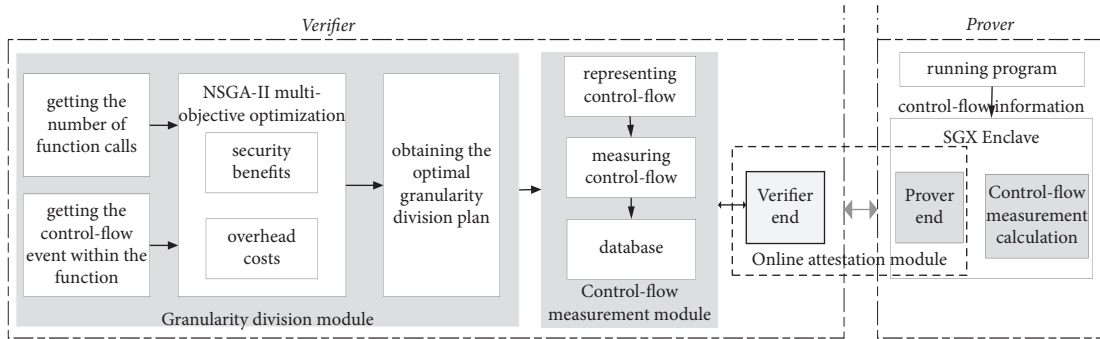 Verifier
Prover
getting the
number of
function calls
getting the
control-flow
event within the
function
NSGA-II multi-
objective optimization
security
benefits
overhead
costs
obtaining the
optimal
granularity
division plan
Granularity division module
representing
control-flow
measuring
control-flow
database
Control-flow
measurement module
Verifier
end
Online attestation module
running program
control-flow information
SGX Enclave
Prover
end
Control-flow
measurement
calculation